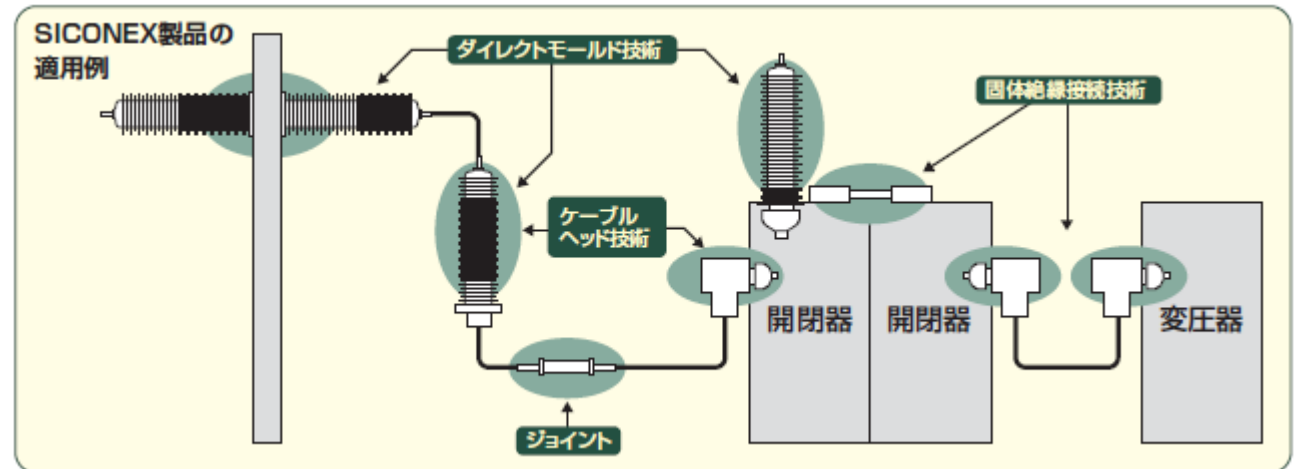 SICONEX製品の
適用例
ダイレクトモールド技術
固体絶縁接続技術
ケーブル
ヘッド技術
開閉器
開閉器
変圧器
ジョイント